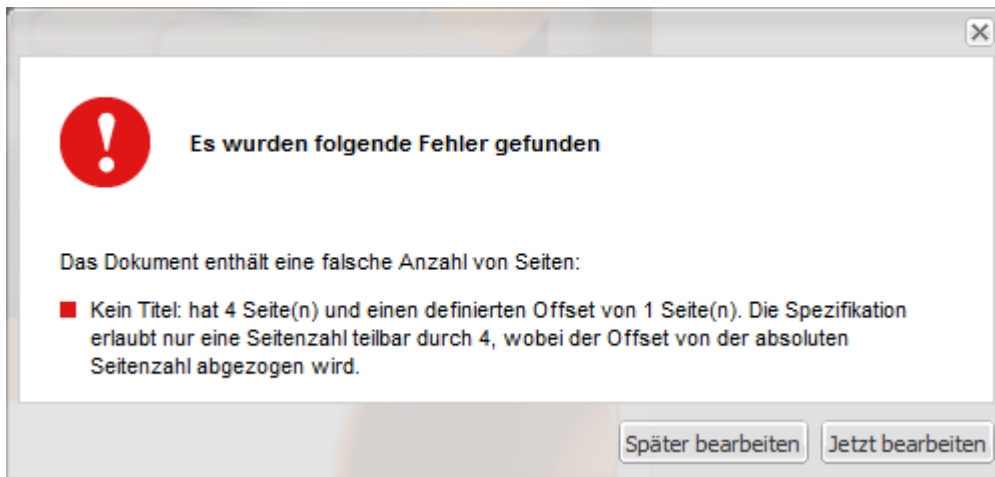 Es wurden folgende Fehler gefunden
Das Dokument enthält eine falsche Anzahl von Seiten:
Kein Titel: hat 4 Seite(n) und einen definierten Offset von 1 Seite(n). Die Spezifikation
erlaubt nur eine Seitenzahl teilbar durch 4, wobei der Offset von der absoluten
Seitenzahl abgezogen wird.
Später bearbeiten Jetzt bearbeiten